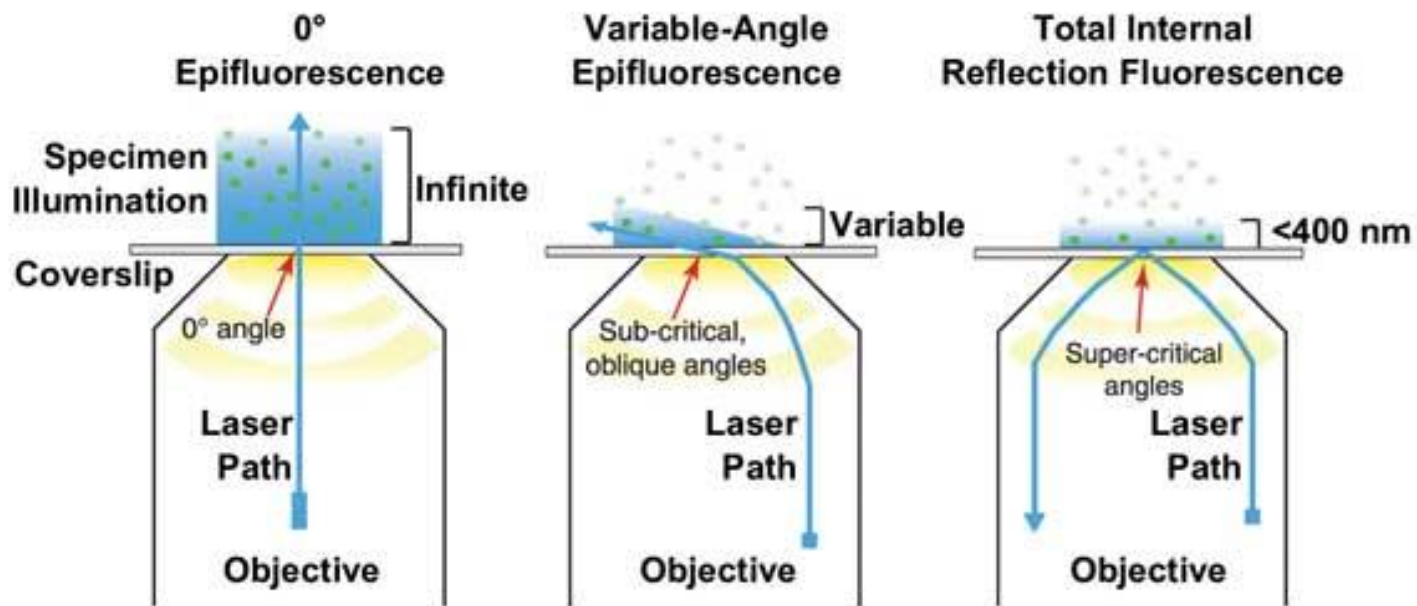 0°
Epifluorescence
Variable-Angle
Epifluorescence
Total Internal
Reflection Fluorescence
Specimen
Illumination
Infinite
Variable
<400 nm
Coverslip
0° angle
Sub-critical,
oblique angles
Super-critical
angles
Laser
Path
Laser
Path
Laser
Path
Objective
Objective
Objective